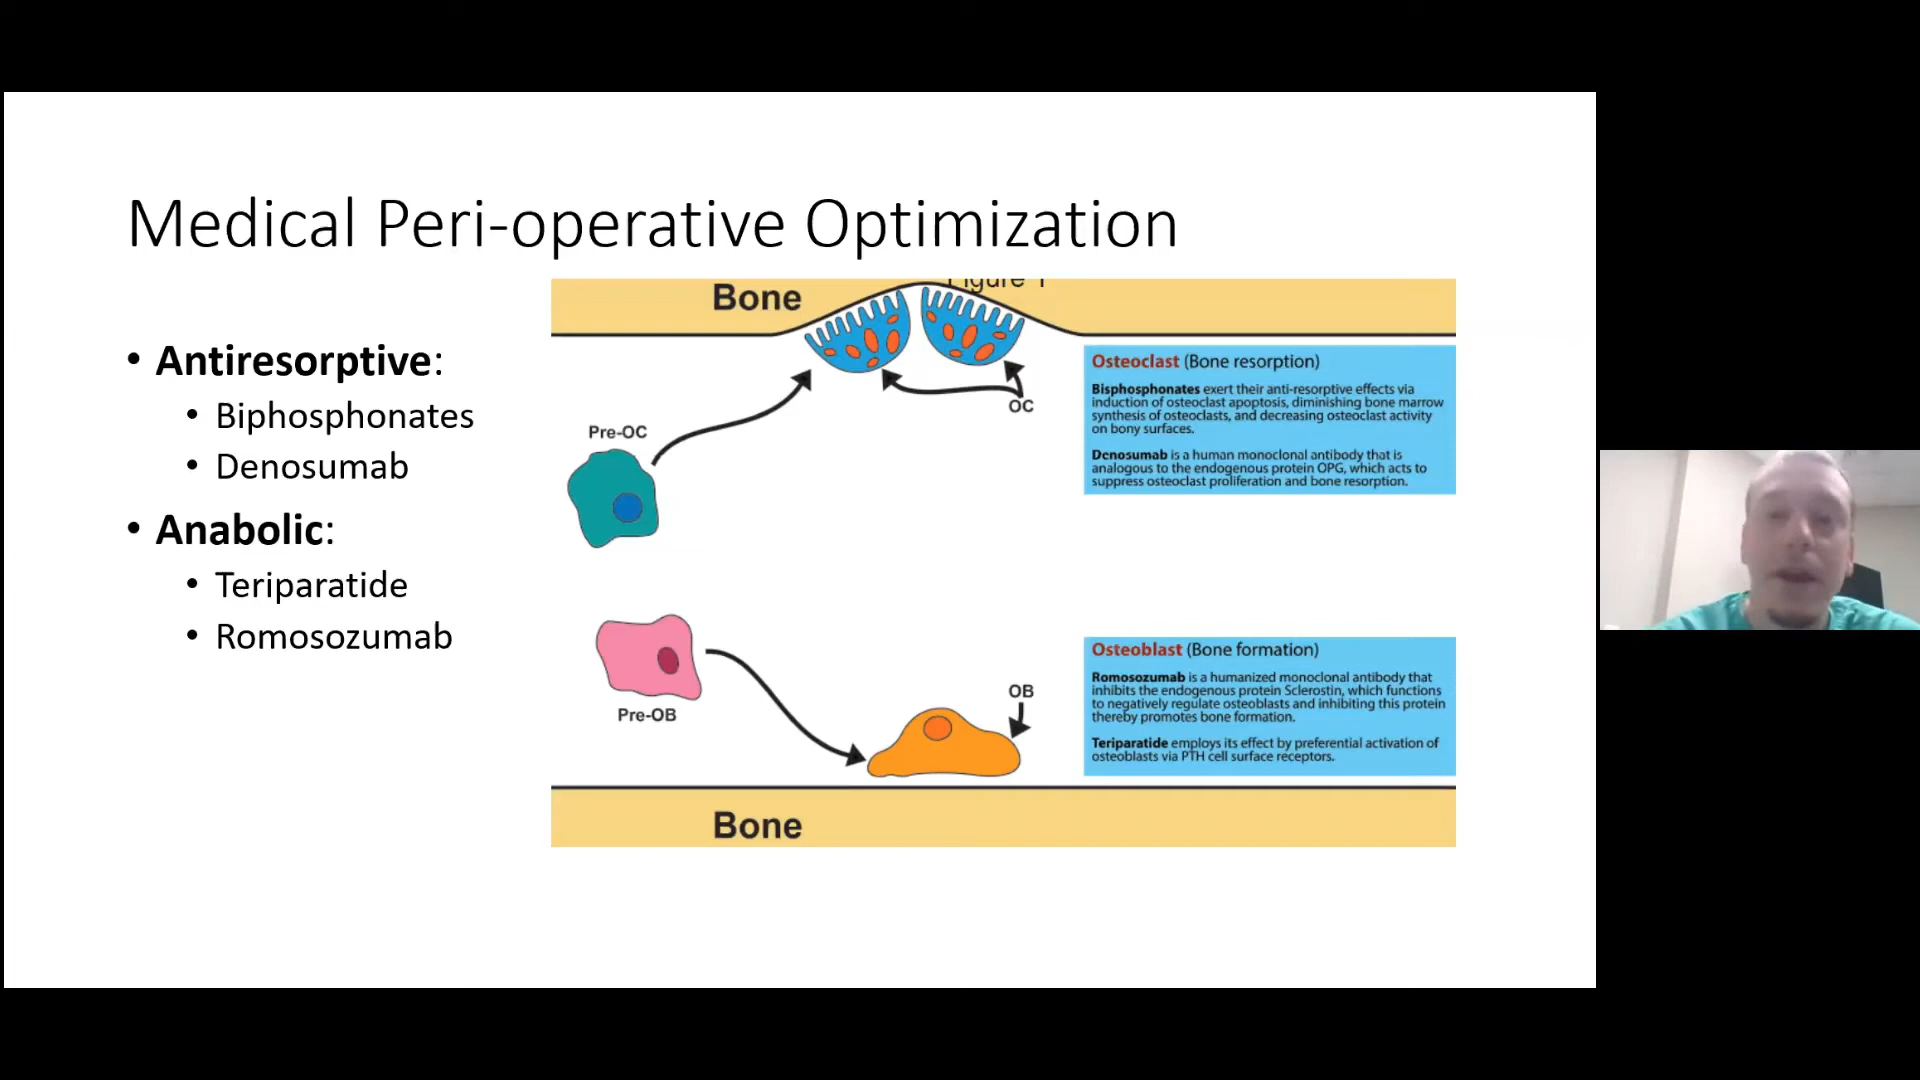 Medical Peri-operative Optimization
• Antiresorptive:
• Biphosphonates
• Denosumab
• Anabolic:
• Teriparatide
• Romosozumab
Figure 1
Bone
OC
Pre-OC
Osteoclast (Bone resorption)
Bisphosphonates exert their anti-resorptive effects via
induction of osteoclast apoptosis, diminishing bone marrow
synthesis of osteoclasts, and decreasing osteoclast activity
on bony surfaces.
Denosumab is a human monoclonal antibody that is
analogous to the endogenous protein OPG, which acts to
suppress osteoclast proliferation and bone resorption.
Pre-OB
OB
Osteoblast (Bone formation)
Romosozumab is a humanized monoclonal antibody that
inhibits the endogenous protein Sclerostin, which functions
to negatively regulate osteoblasts and inhibiting this protein
thereby promotes bone formation.
Teriparatide employs its effect by preferential activation of
osteoblasts via PTH cell surface receptors.
Bone